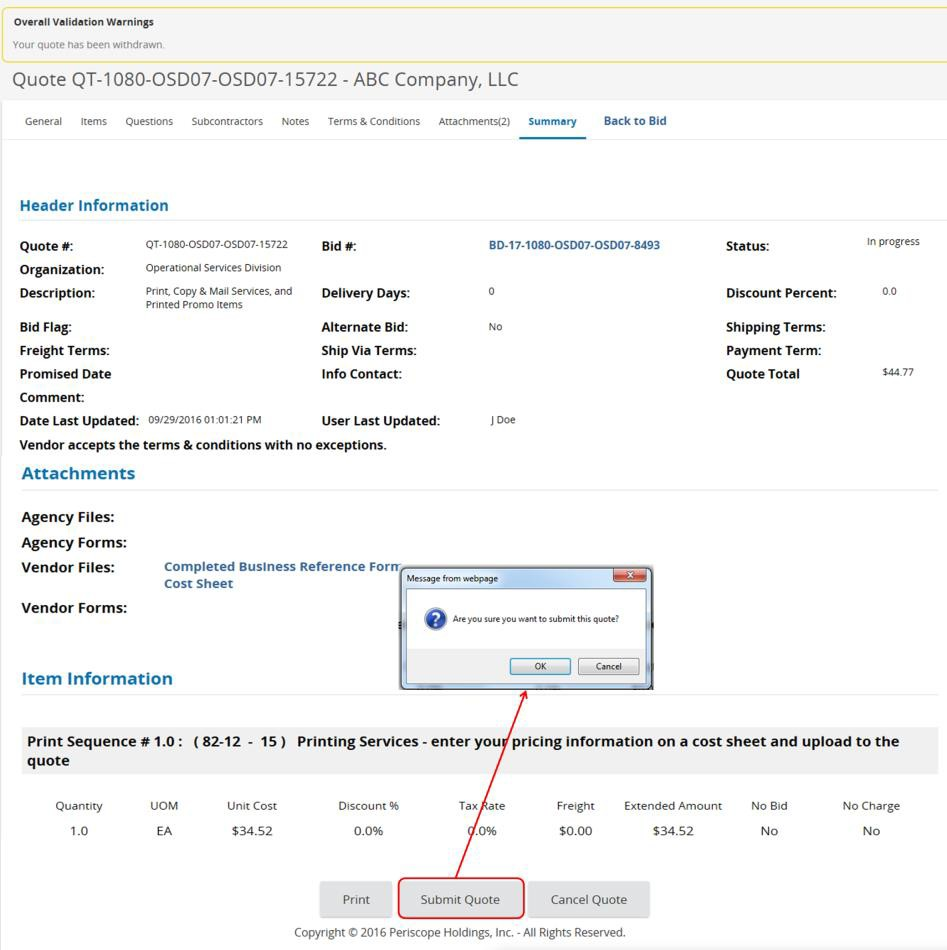 Overall Validation Warnings
Your quote has been withdrawn.
Quote QT-1080-OSD07-OSD07-15722 - ABC Company, LLC
General Items Questions Subcontractors Notes Terms & Conditions Attachments(2) Summary Back to Bid
Header Information
Quote #: QT-1080-OSD07-OSD07-15722 Bid #: BD-17-1080-OSD07-OSD07-8493 Status: In progress
Organization: Operational Services Division
Description: Print, Copy & Mail Services, and Delivery Days: 0 Discount Percent: 0.0
Printed Promo Items
Bid Flag: Alternate Bid: No Shipping Terms:
Freight Terms: Ship Via Terms: Payment Term:
Promised Date Info Contact: Quote Total $44.77
Comment:
Date Last Updated: 09/29/2016 01:01:21 PM User Last Updated: J Doe
Vendor accepts the terms & conditions with no exceptions.
Attachments
Agency Files:
Agency Forms:
Vendor Files: Completed Business Reference Form
Cost Sheet
Vendor Forms:
Message from webpage
Are you sure you want to submit this quote?
OK Cancel
Item Information
Print Sequence # 1.0 : ( 82-12 - 15 ) Printing Services - enter your pricing information on a cost sheet and upload to the
quote
Quantity UOM Unit Cost Discount % Tax Rate Freight Extended Amount No Bid No Charge
1.0 EA $34.52 0.0% 0.0% $0.00 $34.52 No No
Print Submit Quote Cancel Quote
Copyright © 2016 Periscope Holdings, Inc. - All Rights Reserved.